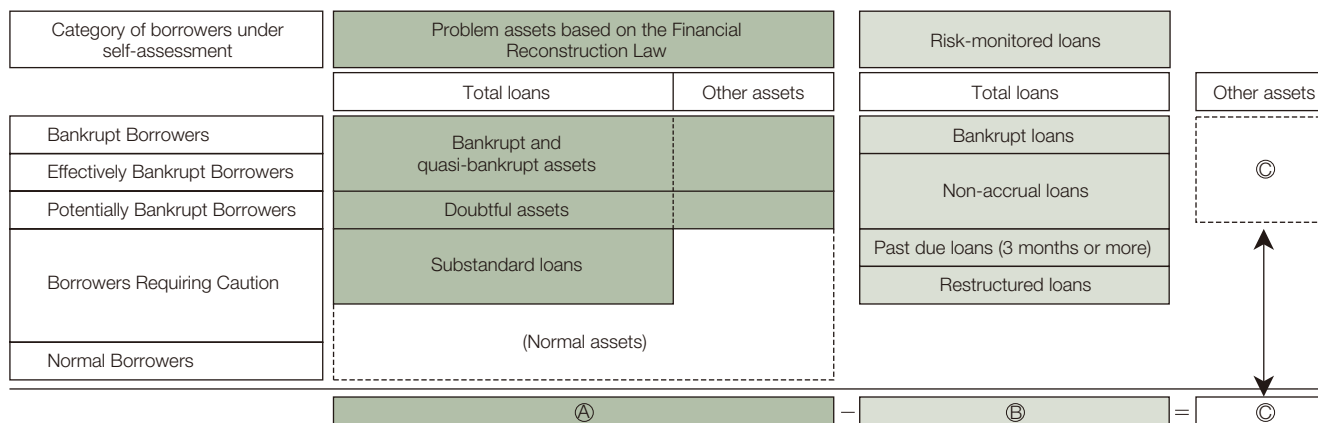 Category of borrowers under
self-assessment
Problem assets based on the Financial
Reconstruction Law
Risk-monitored loans
Total loans
Other assets
Total loans
Other assets
Bankrupt Borrowers
Effectively Bankrupt Borrowers
Potentially Bankrupt Borrowers
Borrowers Requiring Caution
Normal Borrowers
Bankrupt and
quasi-bankrupt assets
Doubtful assets
Substandard loans
(Normal assets)
Bankrupt loans
Non-accrual loans
Past due loans (3 months or more)
Restructured loans
Ⓒ
Ⓐ − Ⓑ = Ⓒ